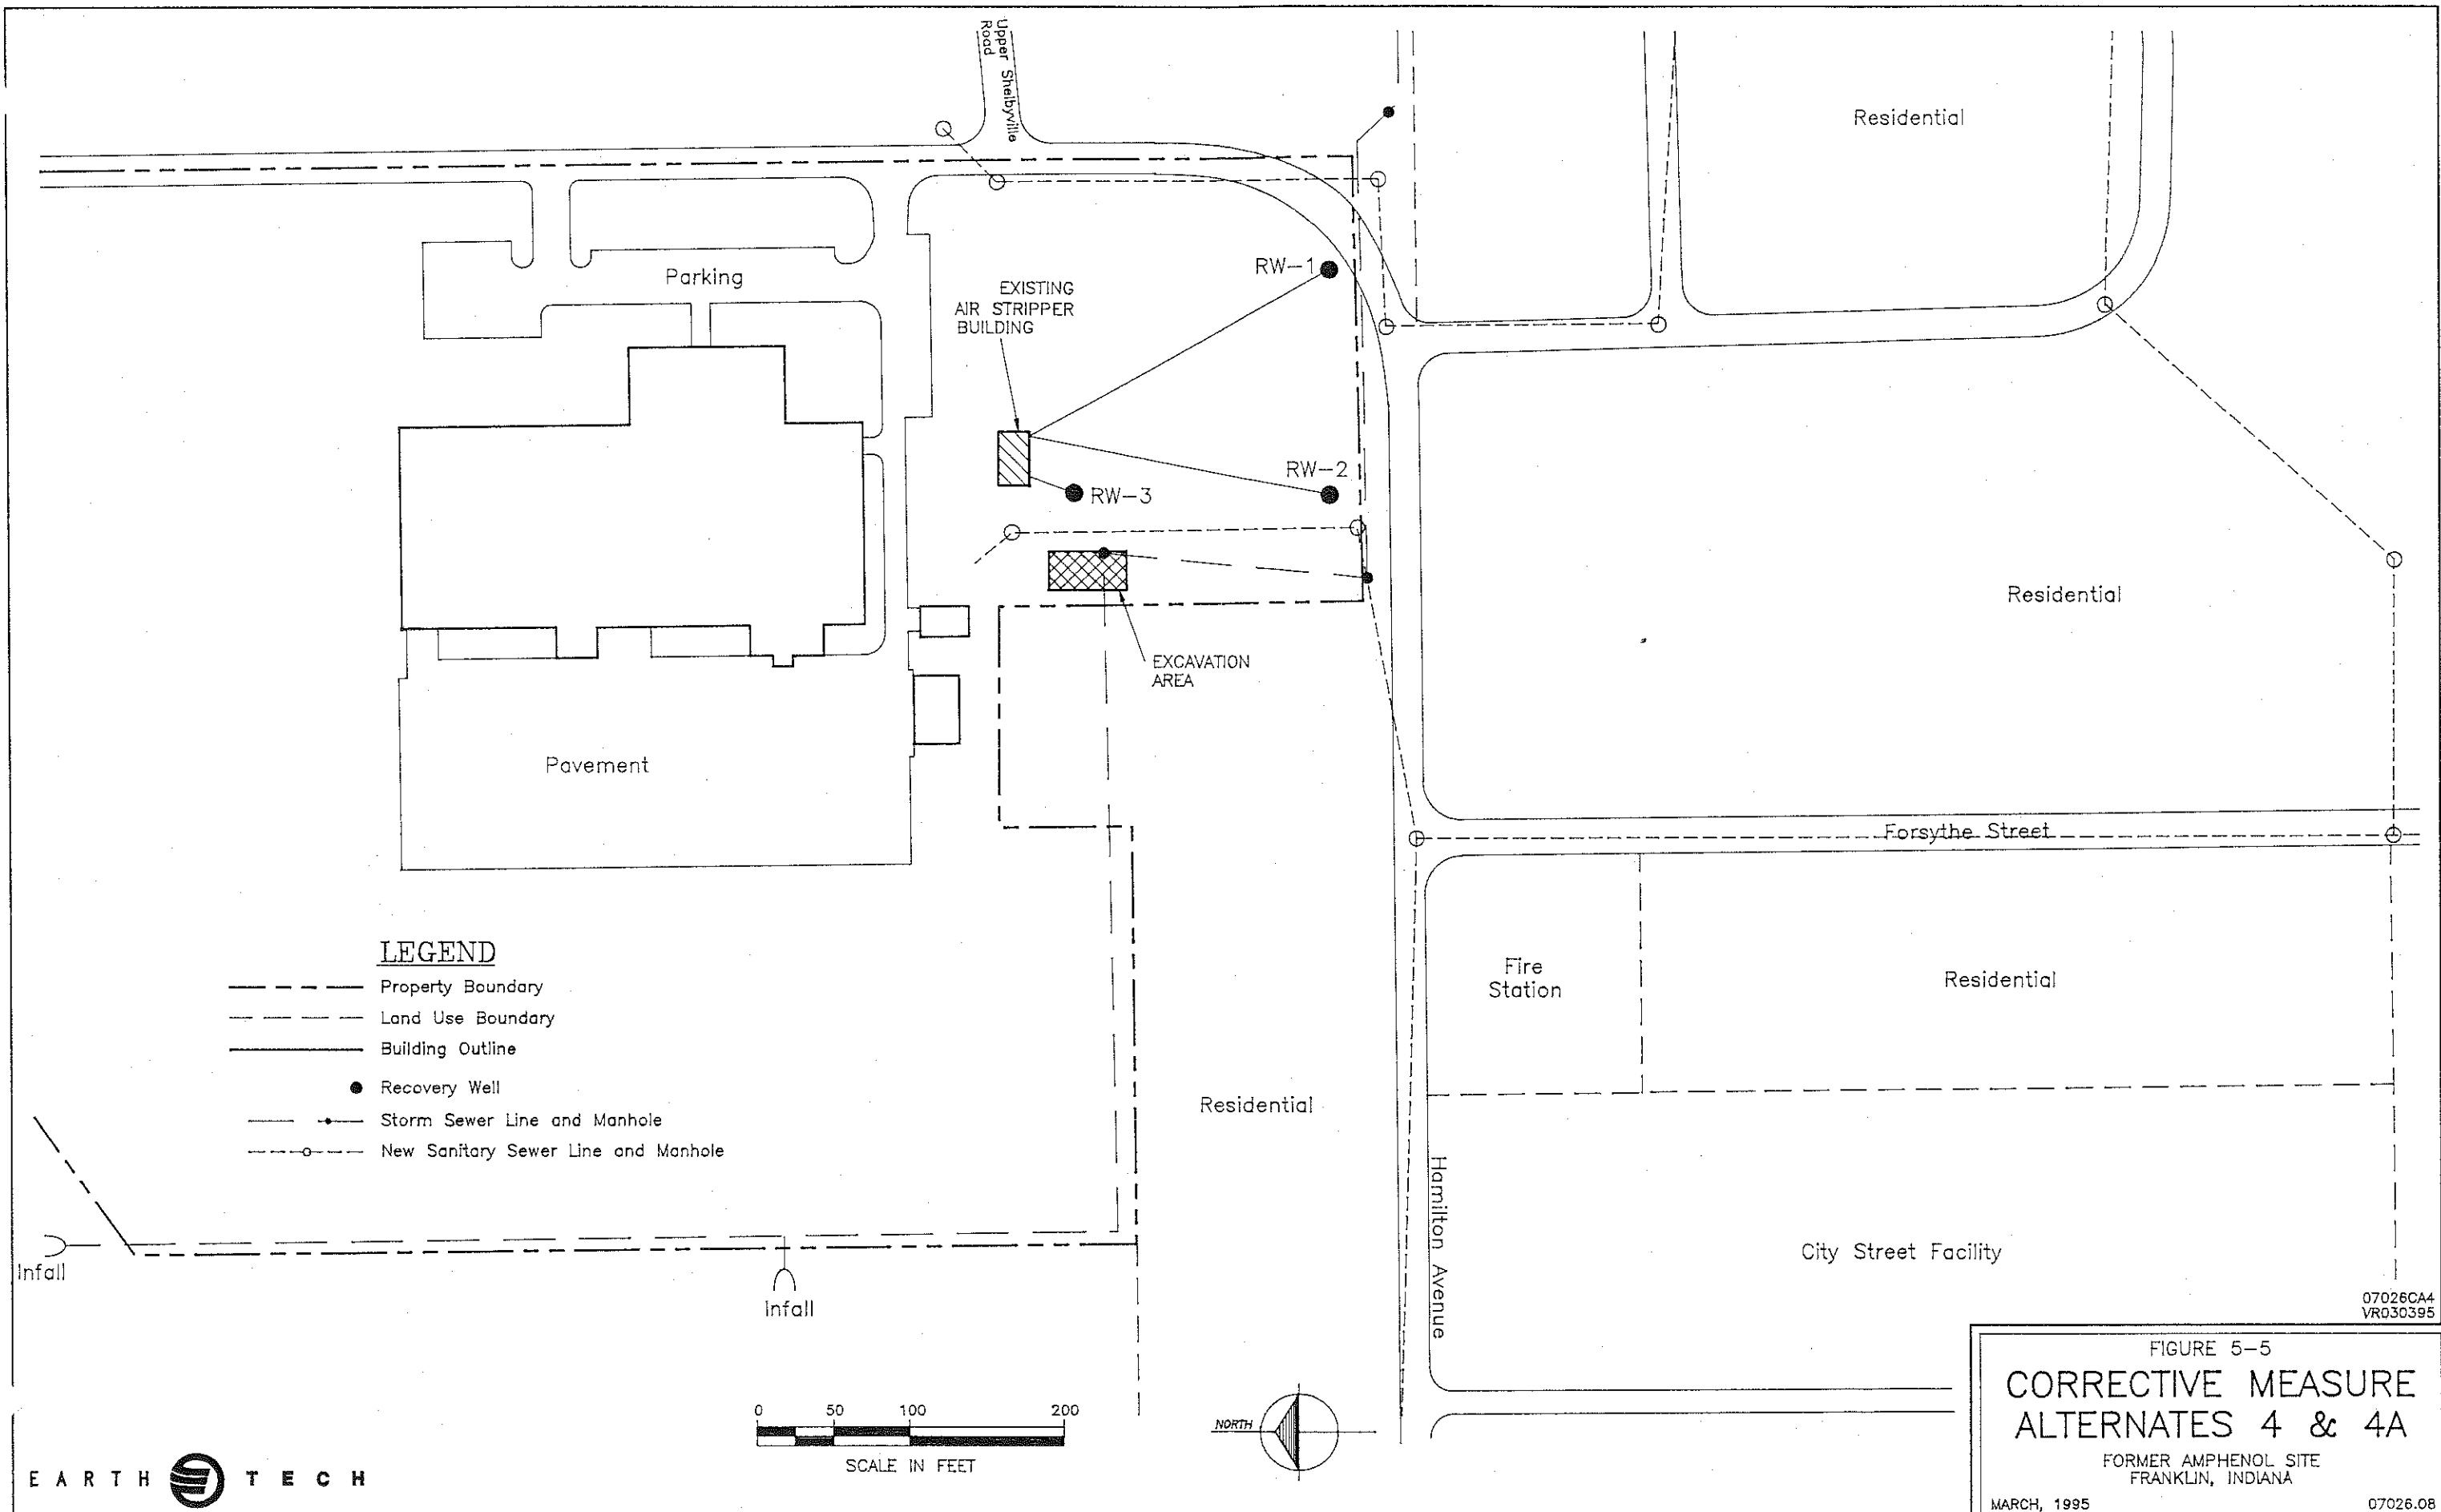 Upper Shelbyville
Road
Residential
Parking
RW-1
EXISTING
AIR STRIPPER
BUILDING
RW-2
RW-3
Residential
EXCAVATION
AREA
Pavement
Forsythe Street
LEGEND
Property Boundary
Land Use Boundary
Building Outline
Recovery Well
Storm Sewer Line and Manhole
New Sanitary Sewer Line and Manhole
Fire
Station
Residential
Residential
Hamilton Avenue
City Street Facility
Infall
Infall
07026CA4
VR030395
0 50 100 200
SCALE IN FEET
NORTH
EARTH TECH
FIGURE 5-5
CORRECTIVE MEASURE
ALTERNATES 4 & 4A
FORMER AMPHENOL SITE
FRANKLIN, INDIANA
MARCH, 1995 07026.08